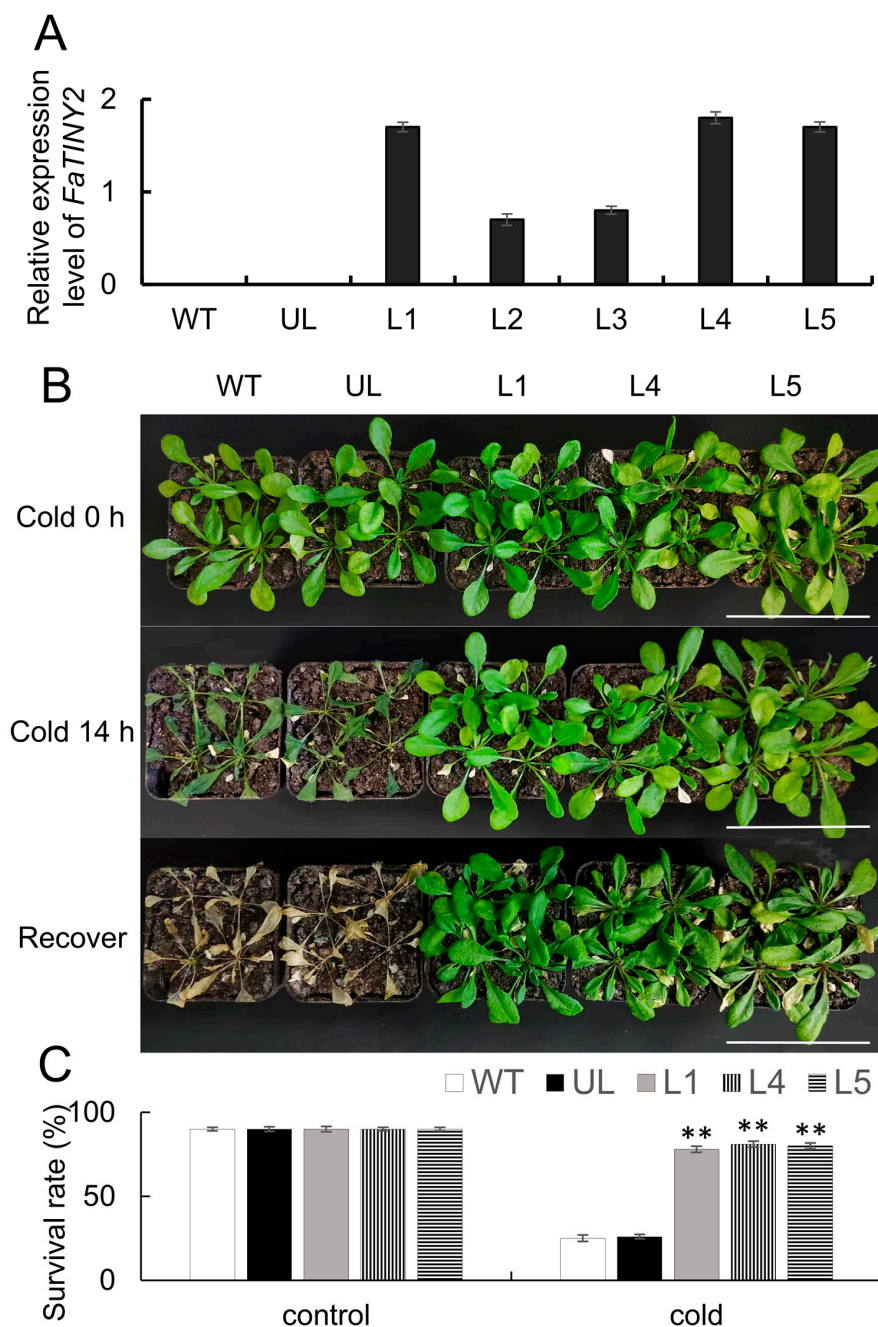 A
Relative expression
level of FaTINY2
2
1
0
WT UL L1 L2 L3 L4 L5
B
WT UL L1 L4 L5
Cold 0 h
Cold 14 h
Recover
C
WT UL L1 L4 L5
Survival rate (%)
100
50
0
** ** **
control cold